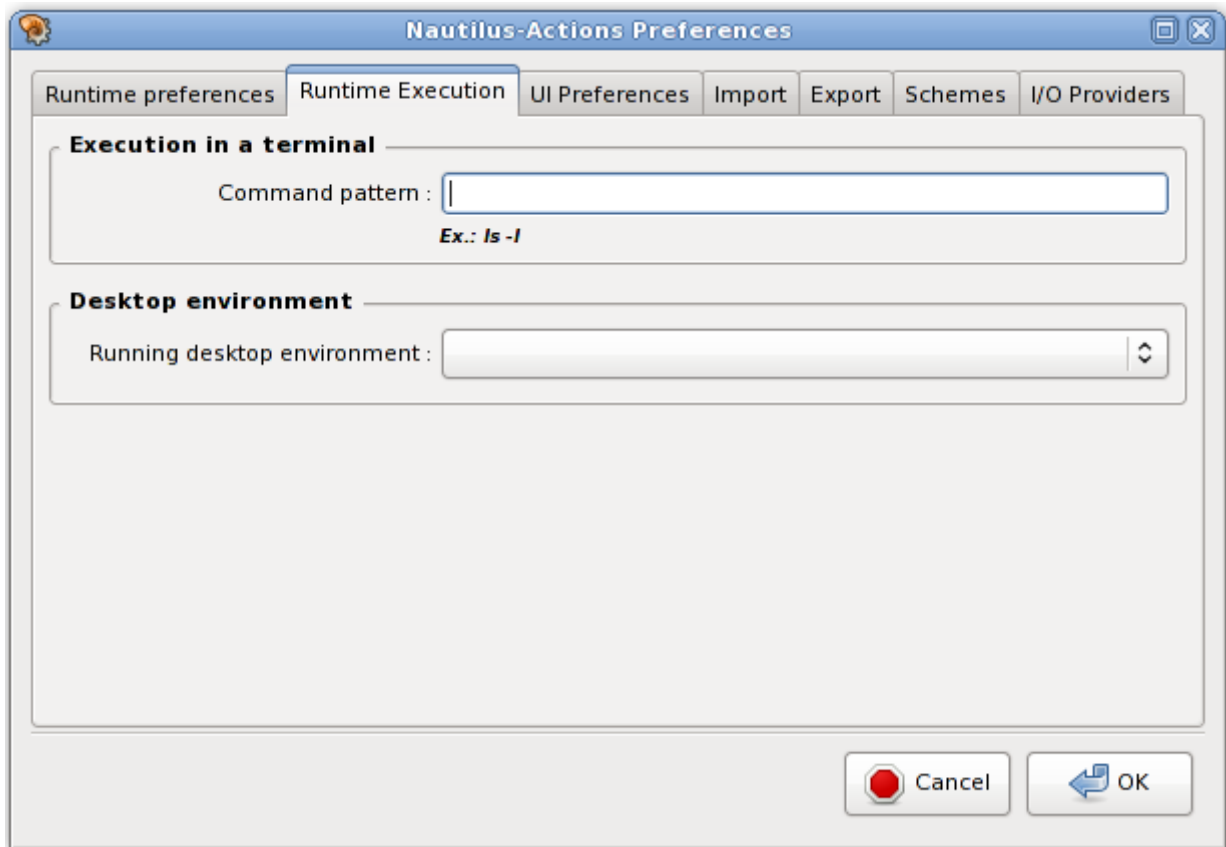 Nautilus-Actions Preferences
Runtime preferences Runtime Execution UI Preferences Import Export Schemes I/O Providers
Execution in a terminal
Command pattern :
Ex.: ls -l
Desktop environment
Running desktop environment :
Cancel OK